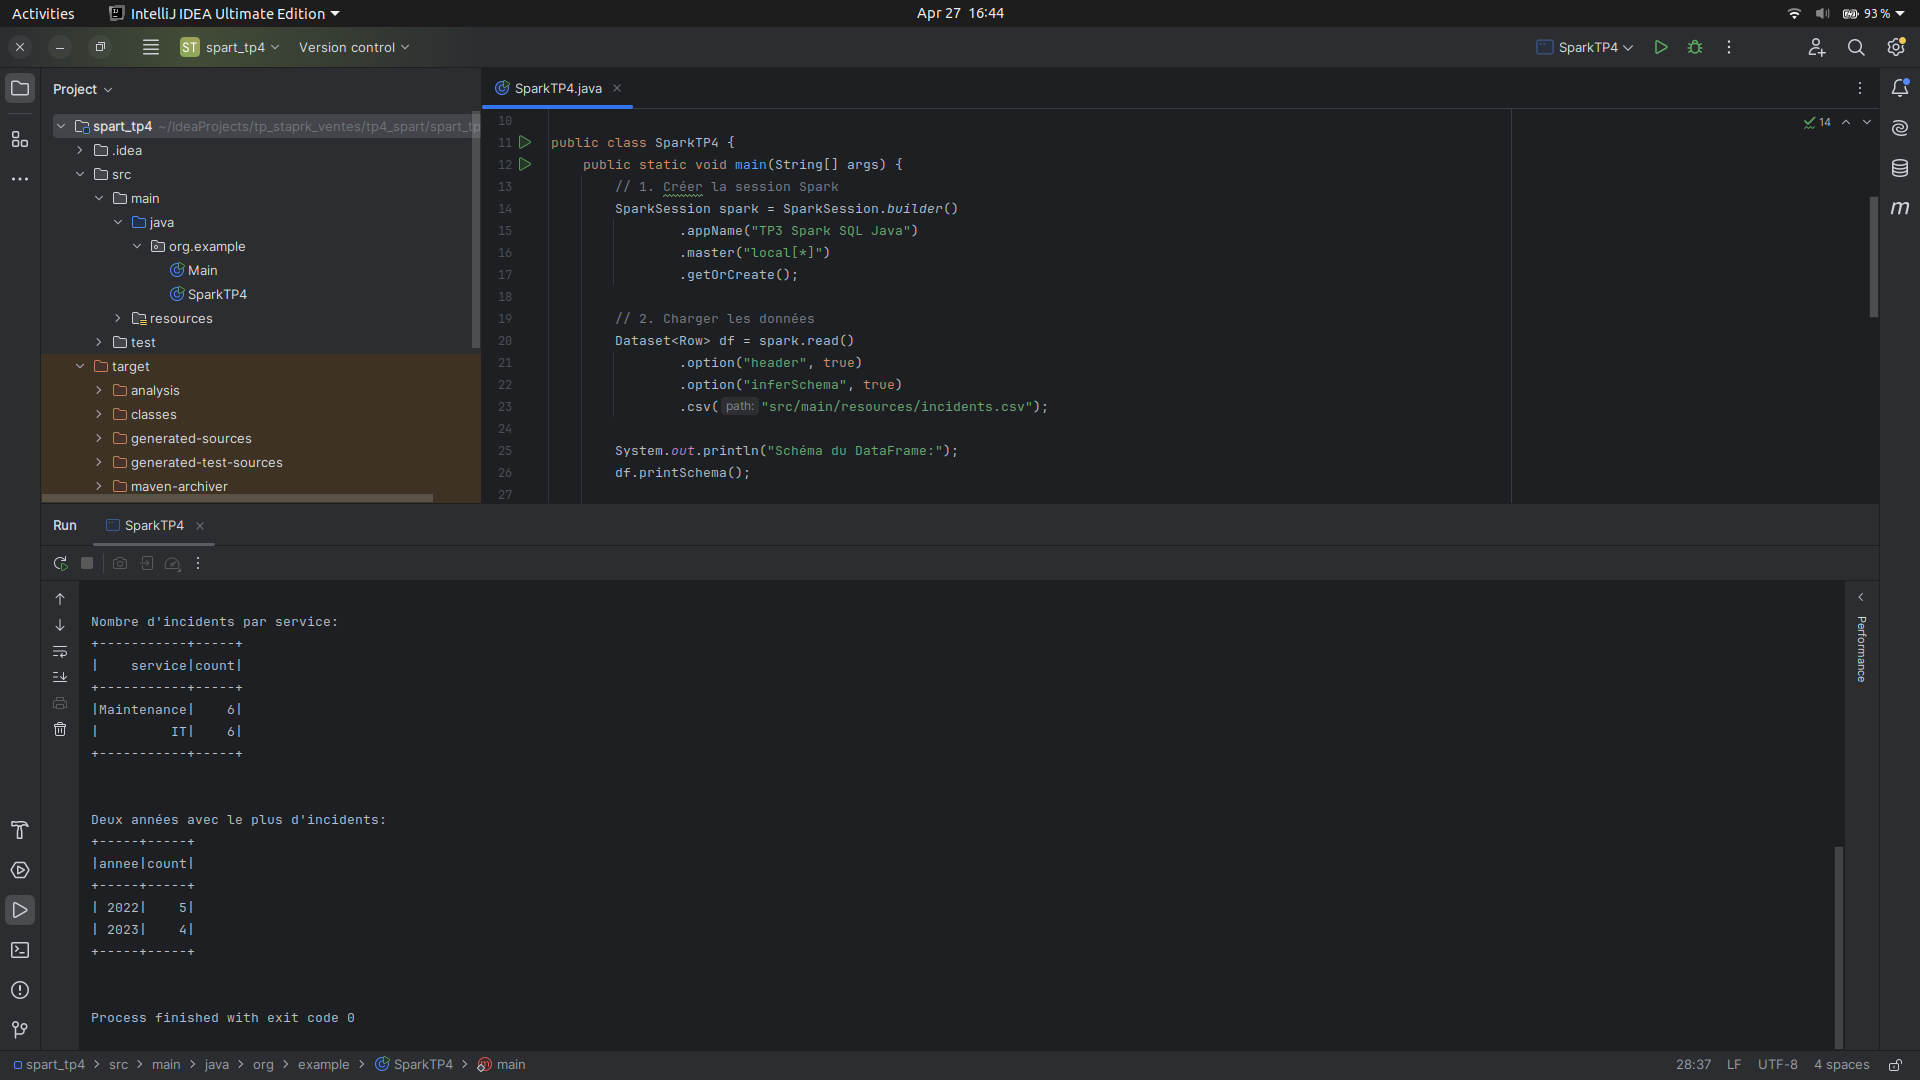 Activities
IntelliJ IDEA Ultimate Edition
Apr 27 16:44
93 %
ST spart_tp4
Version control
SparkTP4
Project
spart_tp4 ~/IdeaProjects/tp_staprk_ventes/tp4_spart/spart_tp
.idea
src
main
java
org.example
Main
SparkTP4
resources
test
target
analysis
classes
generated-sources
generated-test-sources
maven-archiver
SparkTP4.java
14
10
11 public class SparkTP4 {
12 public static void main(String[] args) {
13 // 1. Créer la session Spark
14 SparkSession spark = SparkSession.builder()
15 .appName("TP3 Spark SQL Java")
16 .master("local[*]")
17 .getOrCreate();
18
19 // 2. Charger les données
20 Dataset<Row> df = spark.read()
21 .option("header", true)
22 .option("inferSchema", true)
23 .csv( path: "src/main/resources/incidents.csv");
24
25 System.out.println("Schéma du DataFrame:");
26 df.printSchema();
27
Run
SparkTP4
Nombre d'incidents par service:
+-----------+-----+
|    service|count|
+-----------+-----+
|Maintenance|    6|
|         IT|    6|
+-----------+-----+
Deux années avec le plus d'incidents:
+-----+-----+
|annee|count|
+-----+-----+
| 2022|    5|
| 2023|    4|
+-----+-----+
Process finished with exit code 0
Performance
spart_tp4 > src > main > java > org > example > SparkTP4 > main
28:37 LF UTF-8 4 spaces